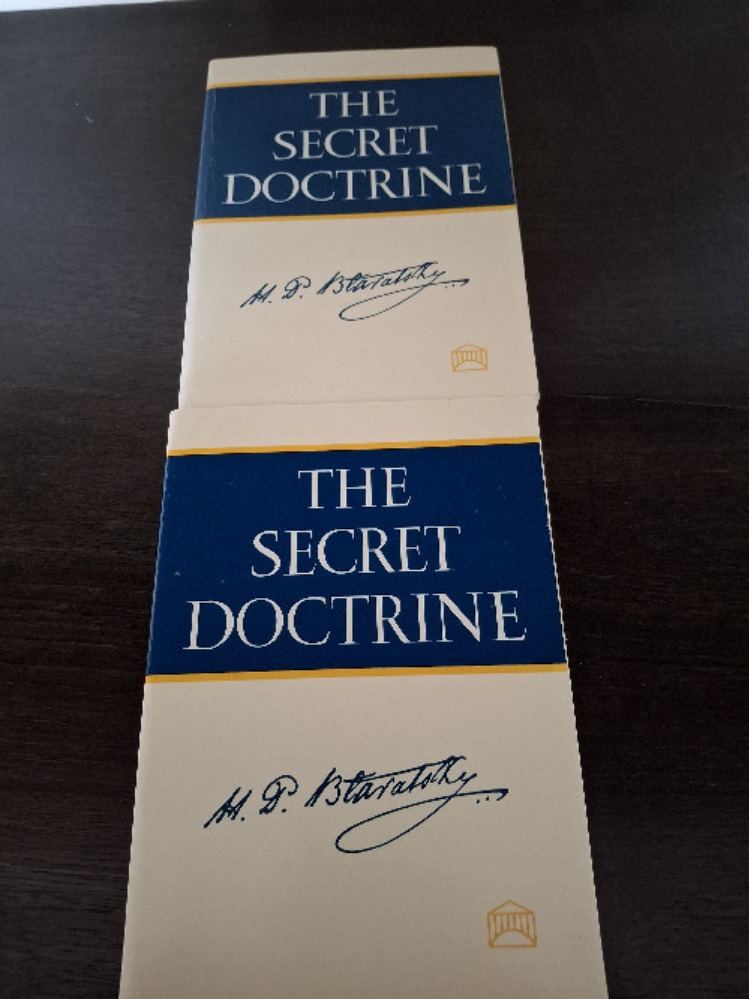 THE
SECRET
DOCTRINE
H. P. Blavatsky
THE
SECRET
DOCTRINE
H. P. Blavatsky